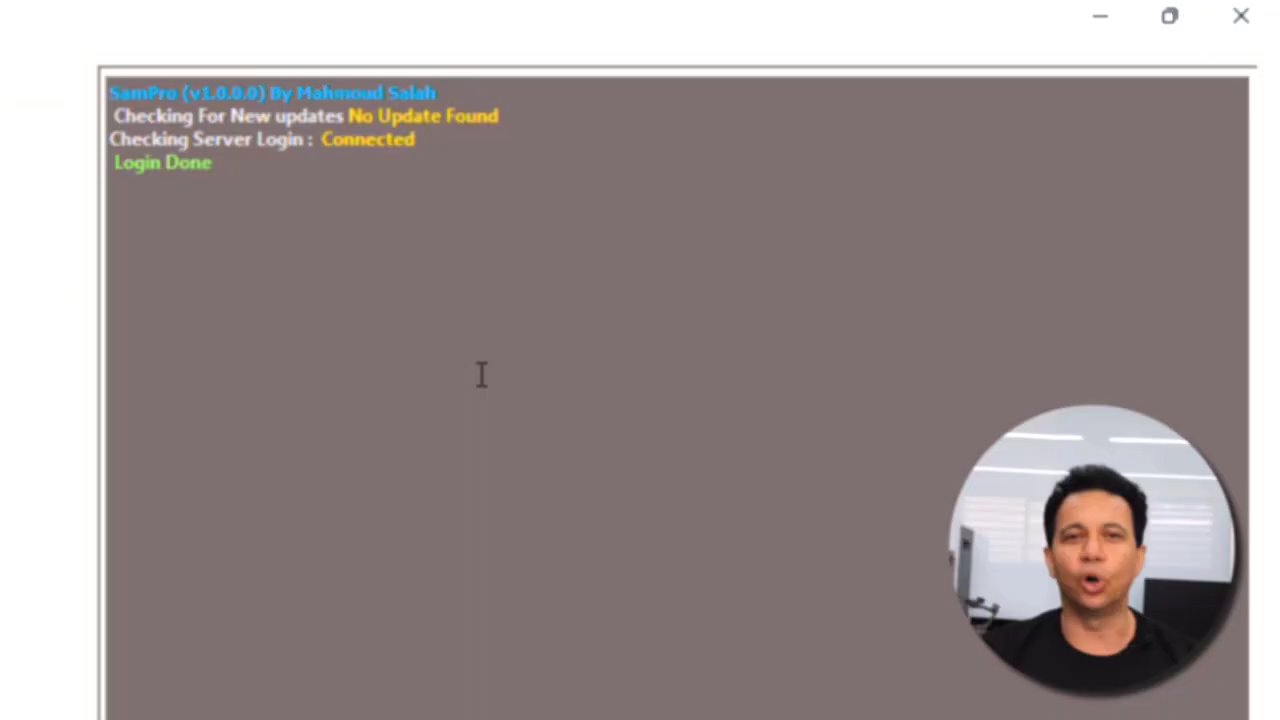 SamPro (v1.0.0.0) By Mahmoud Salah
Checking For New updates No Update Found
Checking Server Login : Connected
Login Done